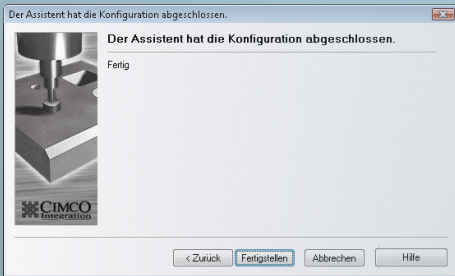 Der Assistent hat die Konfiguration abgeschlossen.
Der Assistent hat die Konfiguration abgeschlossen.
Fertig
CIMCO
Integration
< Zurück
Fertigstellen
Abbrechen
Hilfe